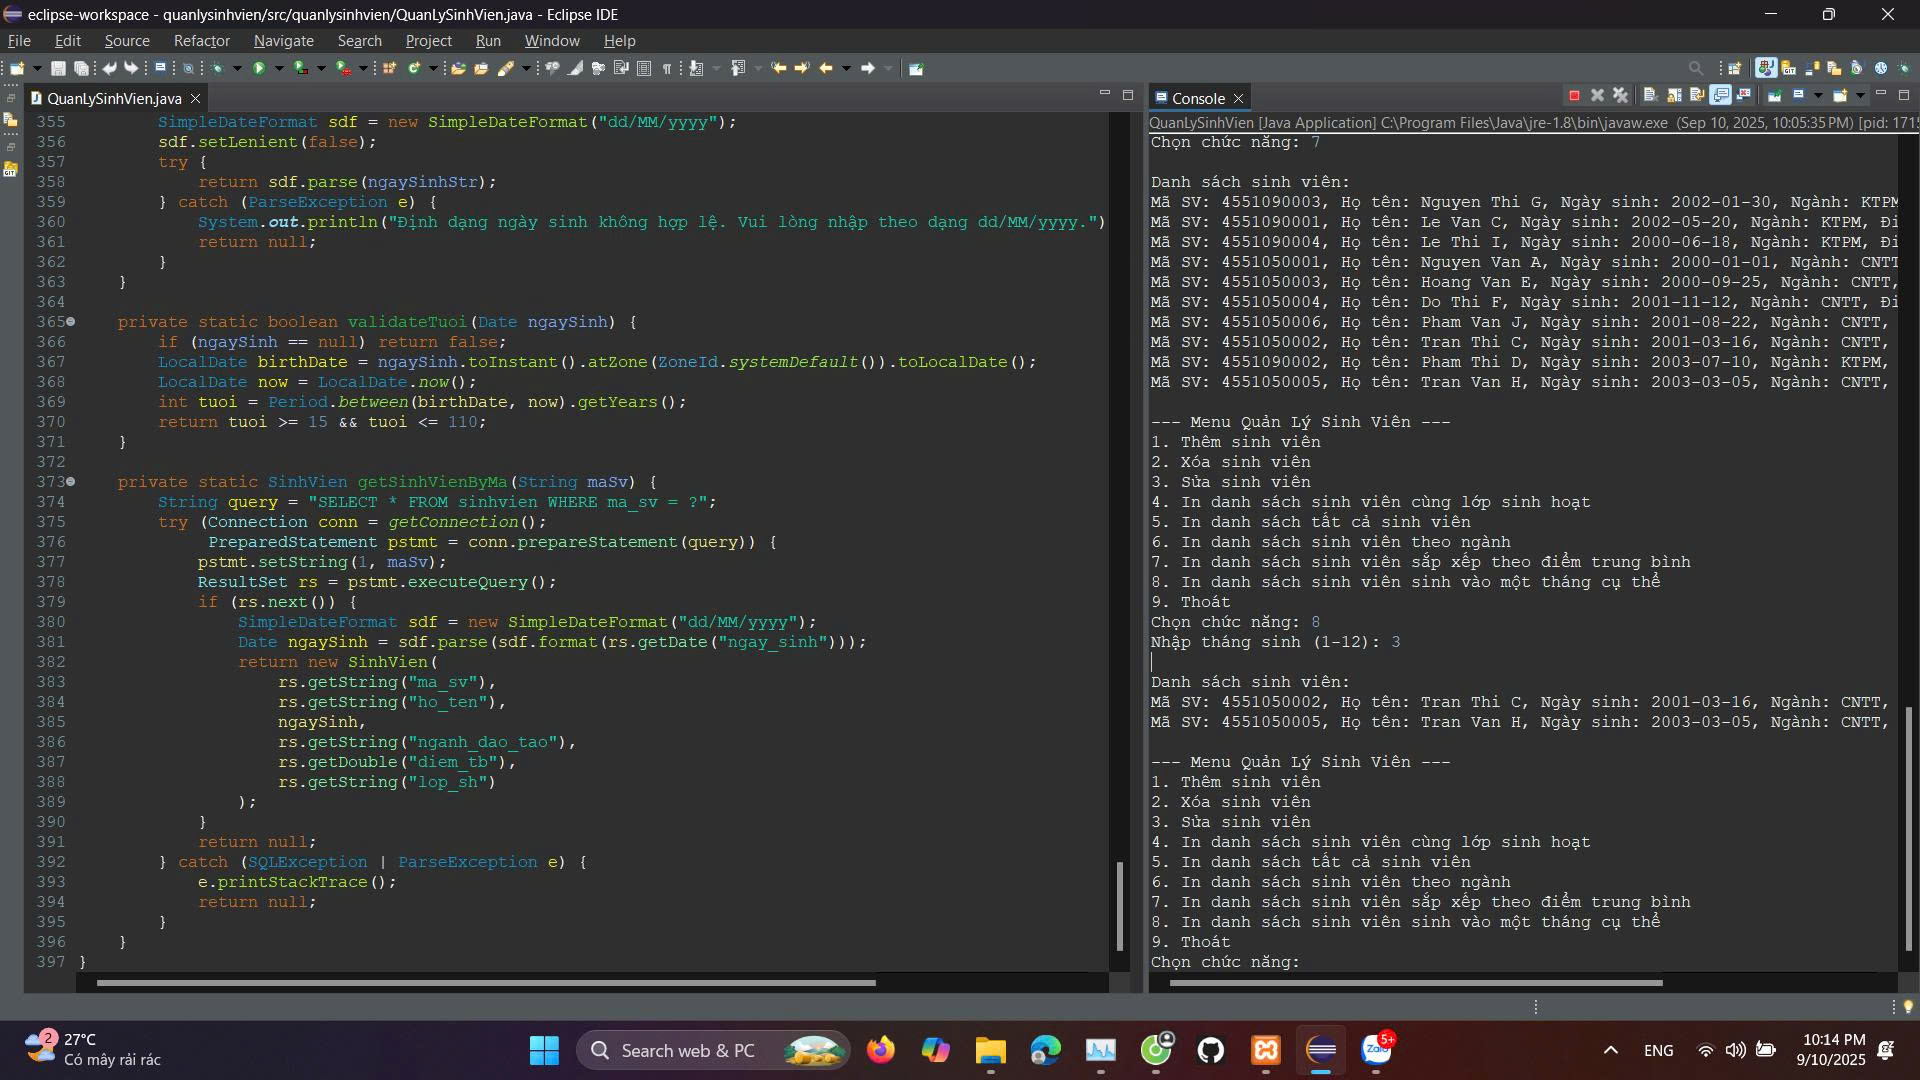 eclipse-workspace - quanlysinhvien/src/quanlysinhvien/QuanLySinhVien.java - Eclipse IDE
File Edit Source Refactor Navigate Search Project Run Window Help
QuanLySinhVien.java
355 SimpleDateFormat sdf = new SimpleDateFormat("dd/MM/yyyy");
356 sdf.setLenient(false);
357 try {
358 return sdf.parse(ngaySinhStr);
359 } catch (ParseException e) {
360 System.out.println("Định dạng ngày sinh không hợp lệ. Vui lòng nhập theo dạng dd/MM/yyyy.")
361 return null;
362 }
363 }
364
365 private static boolean validateTuoi(Date ngaySinh) {
366 if (ngaySinh == null) return false;
367 LocalDate birthDate = ngaySinh.toInstant().atZone(ZoneId.systemDefault()).toLocalDate();
368 LocalDate now = LocalDate.now();
369 int tuoi = Period.between(birthDate, now).getYears();
370 return tuoi >= 15 && tuoi <= 110;
371 }
372
373 private static SinhVien getSinhVienByMa(String maSv) {
374 String query = "SELECT * FROM sinhvien WHERE ma_sv = ?";
375 try (Connection conn = getConnection();
376 PreparedStatement pstmt = conn.prepareStatement(query)) {
377 pstmt.setString(1, maSv);
378 ResultSet rs = pstmt.executeQuery();
379 if (rs.next()) {
380 SimpleDateFormat sdf = new SimpleDateFormat("dd/MM/yyyy");
381 Date ngaySinh = sdf.parse(sdf.format(rs.getDate("ngay_sinh")));
382 return new SinhVien(
383 rs.getString("ma_sv"),
384 rs.getString("ho_ten"),
385 ngaySinh,
386 rs.getString("nganh_dao_tao"),
387 rs.getDouble("diem_tb"),
388 rs.getString("lop_sh")
389 );
390 }
391 return null;
392 } catch (SQLException | ParseException e) {
393 e.printStackTrace();
394 return null;
395 }
396 }
397 }
Console
QuanLySinhVien [Java Application] C:\Program Files\Java\jre-1.8\bin\javaw.exe (Sep 10, 2025, 10:05:35 PM) [pid: 171
Chọn chức năng: 7
Danh sách sinh viên:
Mã SV: 4551090003, Họ tên: Nguyen Thi G, Ngày sinh: 2002-01-30, Ngành: KTPM
Mã SV: 4551090001, Họ tên: Le Van C, Ngày sinh: 2002-05-20, Ngành: KTPM, Đi
Mã SV: 4551090004, Họ tên: Le Thi I, Ngày sinh: 2000-06-18, Ngành: KTPM, Đi
Mã SV: 4551050001, Họ tên: Nguyen Van A, Ngày sinh: 2000-01-01, Ngành: CNTT
Mã SV: 4551050003, Họ tên: Hoang Van E, Ngày sinh: 2000-09-25, Ngành: CNTT,
Mã SV: 4551050004, Họ tên: Do Thi F, Ngày sinh: 2001-11-12, Ngành: CNTT, Đi
Mã SV: 4551050006, Họ tên: Pham Van J, Ngày sinh: 2001-08-22, Ngành: CNTT,
Mã SV: 4551050002, Họ tên: Tran Thi C, Ngày sinh: 2001-03-16, Ngành: CNTT,
Mã SV: 4551090002, Họ tên: Pham Thi D, Ngày sinh: 2003-07-10, Ngành: KTPM,
Mã SV: 4551050005, Họ tên: Tran Van H, Ngày sinh: 2003-03-05, Ngành: CNTT,
--- Menu Quản Lý Sinh Viên ---
1. Thêm sinh viên
2. Xóa sinh viên
3. Sửa sinh viên
4. In danh sách sinh viên cùng lớp sinh hoạt
5. In danh sách tất cả sinh viên
6. In danh sách sinh viên theo ngành
7. In danh sách sinh viên sắp xếp theo điểm trung bình
8. In danh sách sinh viên sinh vào một tháng cụ thể
9. Thoát
Chọn chức năng: 8
Nhập tháng sinh (1-12): 3
Danh sách sinh viên:
Mã SV: 4551050002, Họ tên: Tran Thi C, Ngày sinh: 2001-03-16, Ngành: CNTT,
Mã SV: 4551050005, Họ tên: Tran Van H, Ngày sinh: 2003-03-05, Ngành: CNTT,
--- Menu Quản Lý Sinh Viên ---
1. Thêm sinh viên
2. Xóa sinh viên
3. Sửa sinh viên
4. In danh sách sinh viên cùng lớp sinh hoạt
5. In danh sách tất cả sinh viên
6. In danh sách sinh viên theo ngành
7. In danh sách sinh viên sắp xếp theo điểm trung bình
8. In danh sách sinh viên sinh vào một tháng cụ thể
9. Thoát
Chọn chức năng:
2
27°C
Có mây rải rác
Search web & PC
Zalo
5+
ENG
10:14 PM
9/10/2025